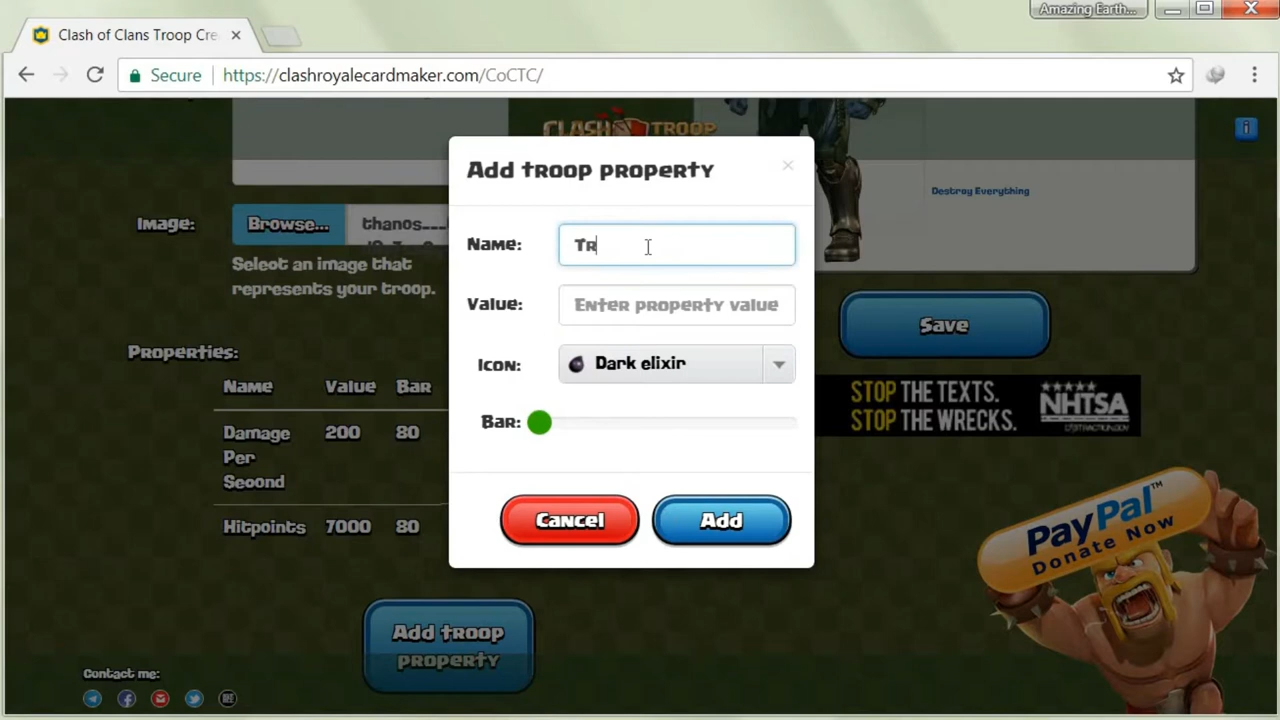 Amazing Earth...
Clash of Clans Troop Cre
Secure
https://clashroyalecardmaker.com/CoCTC/
CLASH TROOP
Add troop property
Name:
Tr
Value:
Enter property value
Icon:
Dark elixir
Bar:
Cancel
Add
Destroy Everything
Image:
Browse...
thanos___
Select an image that
represents your troop.
Save
Properties:
Name Value Bar
Damage 200 80
Per
Second
Hitpoints 7000 80
STOP THE TEXTS.
STOP THE WRECKS.
NHTSA
PayPal™
Donate Now
Add troop
property
Contact me: